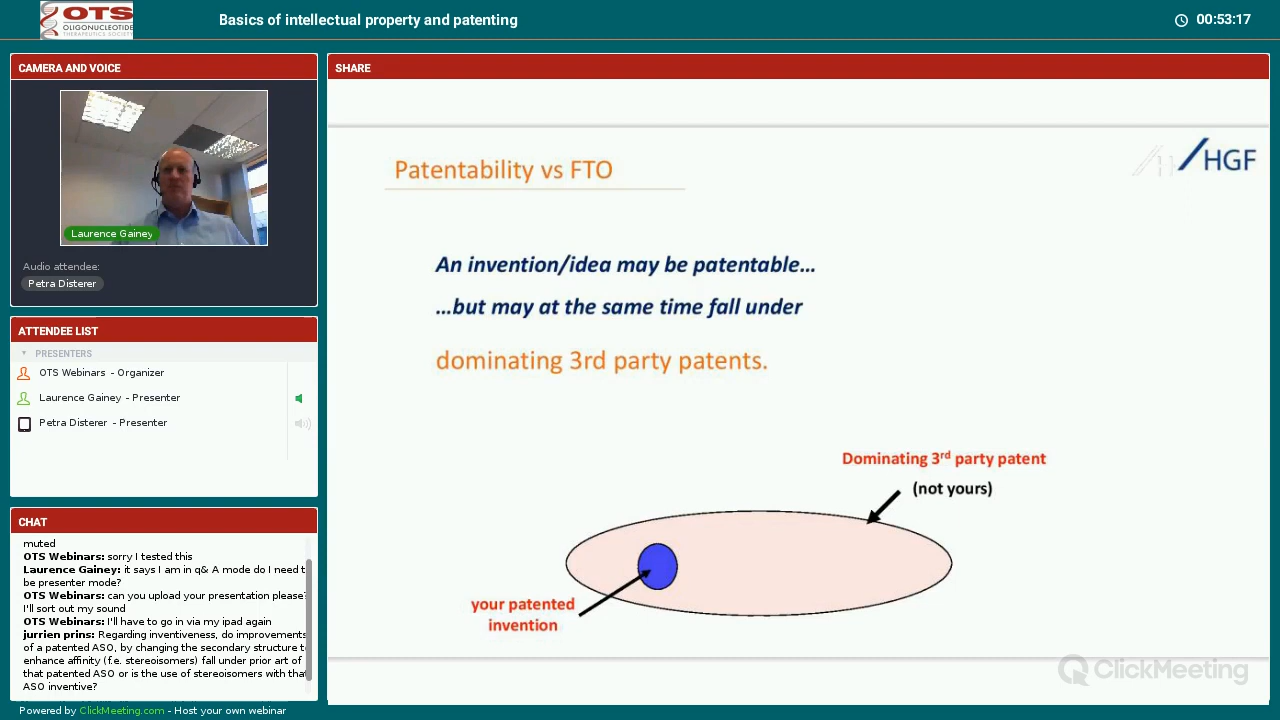 OTS
OLIGONUCLEOTIDE
THERAPEUTICS SOCIETY
Basics of intellectual property and patenting
00:53:17
CAMERA AND VOICE
Laurence Gainey
Audio attendee:
Petra Disterer
ATTENDEE LIST
PRESENTERS
OTS Webinars - Organizer
Laurence Gainey - Presenter
Petra Disterer - Presenter
CHAT
muted
OTS Webinars: sorry I tested this
Laurence Gainey: it says I am in q& A mode do I need t
be presenter mode?
OTS Webinars: can you upload your presentation please?
I'll sort out my sound
OTS Webinars: I'll have to go in via my ipad again
jurrien prins: Regarding inventiveness, do improvements
of a patented ASO, by changing the secondary structure t
enhance affinity (f.e. stereoisomers) fall under prior art of
that patented ASO or is the use of stereoisomers with that
ASO inventive?
Powered by ClickMeeting.com - Host your own webinar
SHARE
HGF
Patentability vs FTO
An invention/idea may be patentable...
...but may at the same time fall under
dominating 3rd party patents.
Dominating 3rd party patent
(not yours)
your patented
invention
ClickMeeting